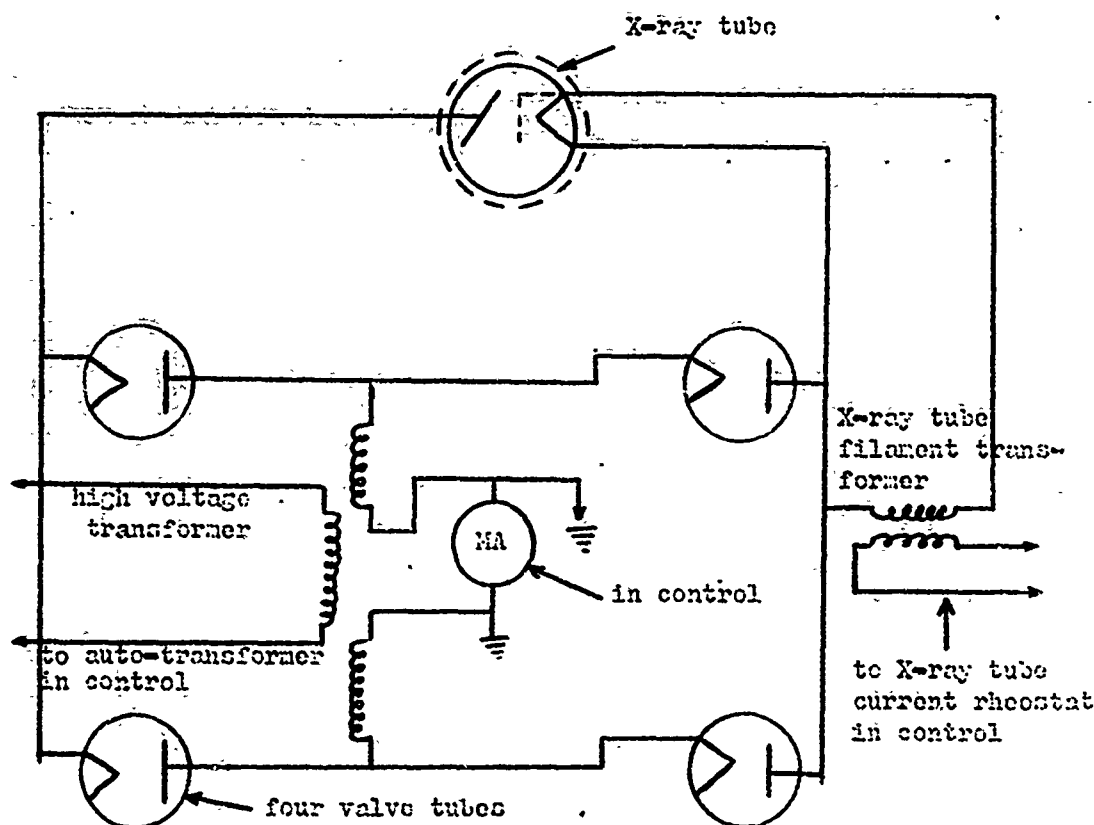 X-ray tube
X-ray tube
filament trans-
former
high voltage
transformer
MA
in control
to auto-transformer
in control
to X-ray tube
current rheostat
in control
four valve tubes